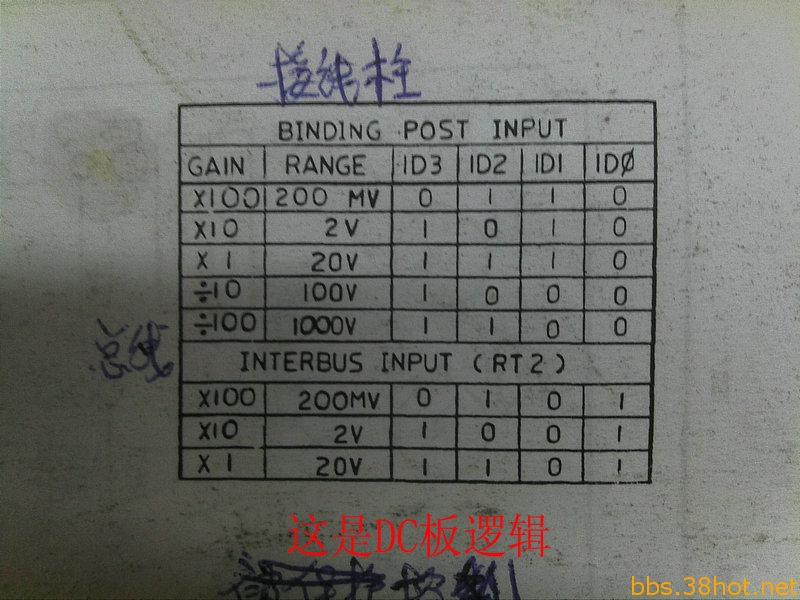 接线柱
BINDING POST INPUT
GAIN RANGE ID3 ID2 ID1 IDØ
X100 200 MV 0 1 1 0
X10 2V 1 0 1 0
X 1 20V 1 1 1 0
÷10 100V 1 0 0 0
÷100 1000V 1 1 0 0
总线
INTERBUS INPUT (RT2)
X100 200MV 0 1 0 1
X10 2V 1 0 0 1
X 1 20V 1 1 0 1
这是DC板逻辑
bbs.38hot.net